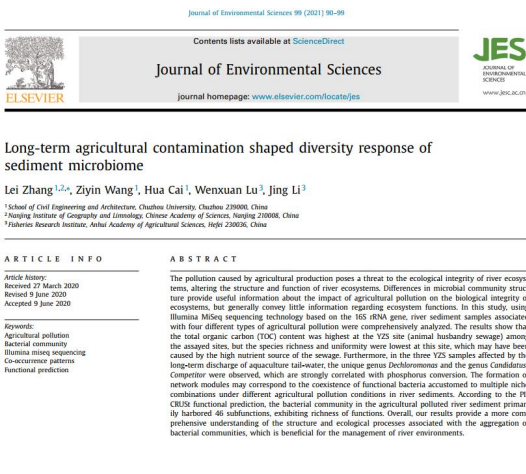 Journal of Environmental Sciences 99 (2021) 90–99
Contents lists available at ScienceDirect
Journal of Environmental Sciences
journal homepage: www.elsevier.com/locate/jes
ELSEVIER
JES
JOURNAL OF
ENVIRONMENTAL
SCIENCES
www.jesc.ac.cn
Long-term agricultural contamination shaped diversity response of
sediment microbiome
Lei Zhang 1,2,*, Ziyin Wang 1, Hua Cai 1, Wenxuan Lu 3, Jing Li 3
1 School of Civil Engineering and Architecture, Chuzhou University, Chuzhou 239000, China
2 Nanjing Institute of Geography and Limnology, Chinese Academy of Sciences, Nanjing 210008, China
3 Fisheries Research Institute, Anhui Academy of Agricultural Sciences, Hefei 230036, China
ARTICLE INFO
Article history:
Received 27 March 2020
Revised 9 June 2020
Accepted 9 June 2020
Keywords:
Agricultural pollution
Bacterial community
Illumina miseq sequencing
Co-occurrence patterns
Functional prediction
ABSTRACT
The pollution caused by agricultural production poses a threat to the ecological integrity of river ecosys
tems, altering the structure and function of river ecosystems. Differences in microbial community struc
ture provide useful information about the impact of agricultural pollution on the biological integrity o
ecosystems, but generally convey little information regarding ecosystem functions. In this study, using
Illumina MiSeq sequencing technology based on the 16S rRNA gene, river sediment samples associated
with four different types of agricultural pollution were comprehensively analyzed. The results show tha
the total organic carbon (TOC) content was highest at the YZS site (animal husbandry sewage) among
the assayed sites, but the species richness and uniformity were lowest at this site, which may have been
caused by the high nutrient source of the sewage. Furthermore, in the three YZS samples affected by the
long-term discharge of aquaculture tail-water, the unique genus Dechloromonas and the genus Candidatus
Competitor were observed, which are strongly correlated with phosphorus conversion. The formation o
network modules may correspond to the coexistence of functional bacteria accustomed to multiple niche
combinations under different agricultural pollution conditions in river sediments. According to the PI
CRUSt functional prediction, the bacterial community in the agricultural polluted river sediment primar
ily harbored 46 subfunctions, exhibiting richness of functions. Overall, our results provide a more com
prehensive understanding of the structure and ecological processes associated with the aggregation o
bacterial communities, which is beneficial for the management of river environments.